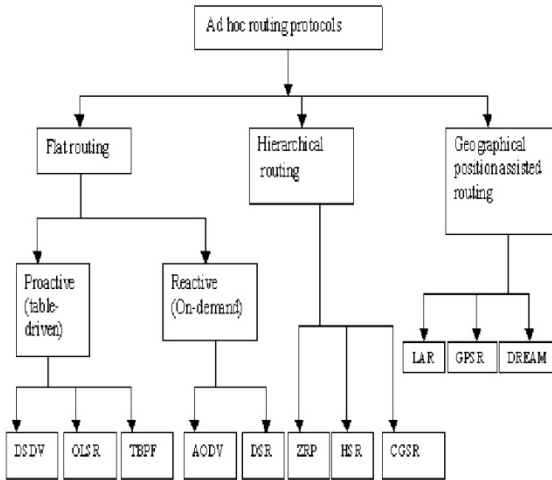 Ad hoc routing protocols
Flat routing
Hierarchical
routing
Geographical
position assisted
routing
Proactive
(table-
driven)
Reactive
(On-demand)
LAR
GPSR
DREAM
DSDV
OLSR
TBPF
AODV
DSR
ZRP
HSR
CGSR